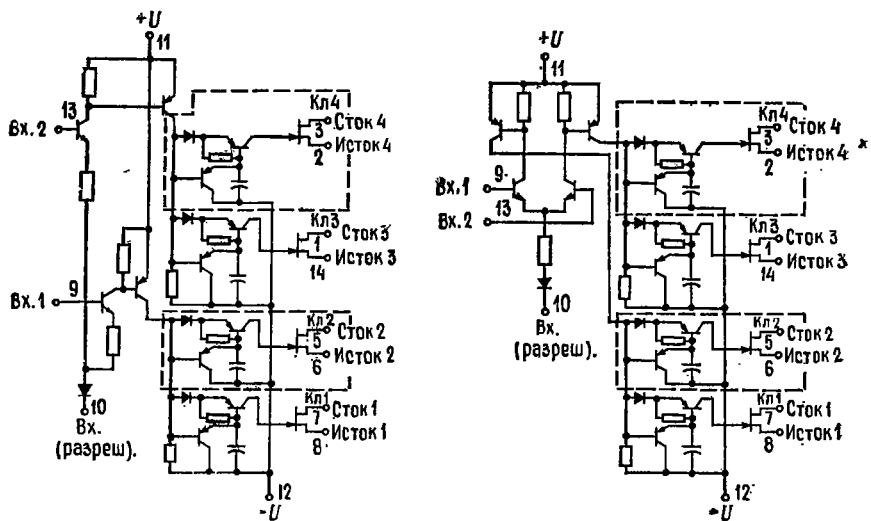 +U
11
13
Вх. 2
Кл4
3
Сток 4
2
Исток 4
Кл3
1
Сток 3
14
Исток 3
9
Вх. 1
Кл2
5
Сток 2
6
Исток 2
10
Вх.
(разреш).
Кл1
7
Сток 1
8
Исток 1
12
-U
+U
11
Кл4
3
Сток 4
2
Исток 4
9
Вх. 1
13
Вх. 2
Кл3
1
Сток 3
14
Исток 3
10
Вх.
(разреш).
Кл2
5
Сток 2
6
Исток 2
Кл1
7
Сток 1
8
Исток 1
12
-U